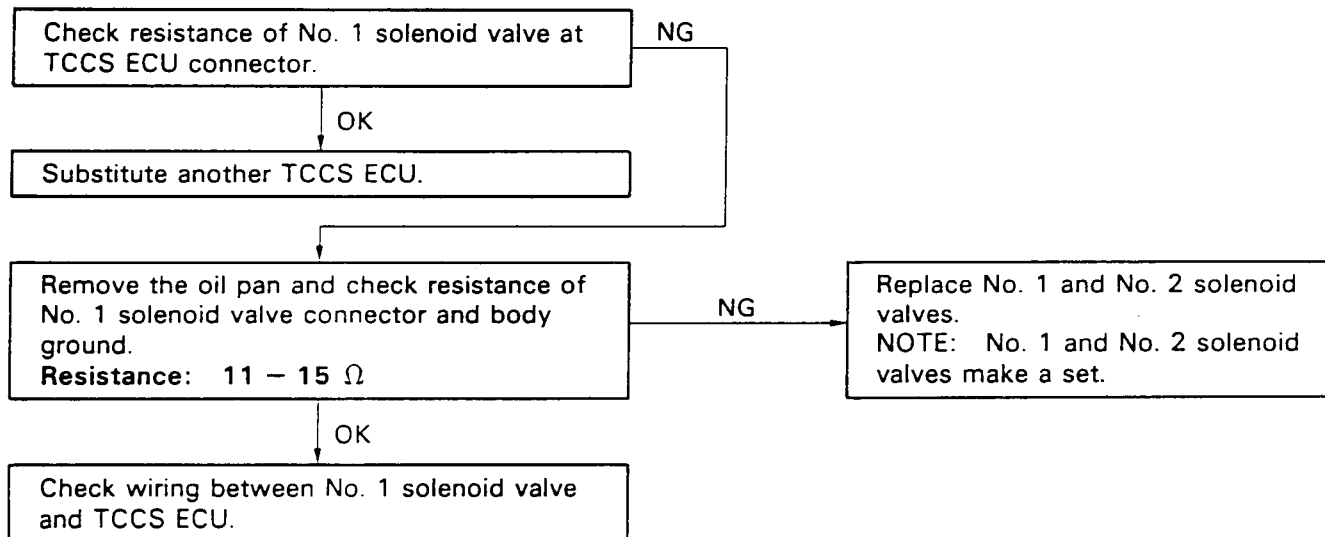 Check resistance of No. 1 solenoid valve at
TCCS ECU connector.
NG
OK
Substitute another TCCS ECU.
Remove the oil pan and check resistance of
No. 1 solenoid valve connector and body
ground.
Resistance: 11 – 15 Ω
NG
Replace No. 1 and No. 2 solenoid
valves.
NOTE: No. 1 and No. 2 solenoid
valves make a set.
OK
Check wiring between No. 1 solenoid valve
and TCCS ECU.